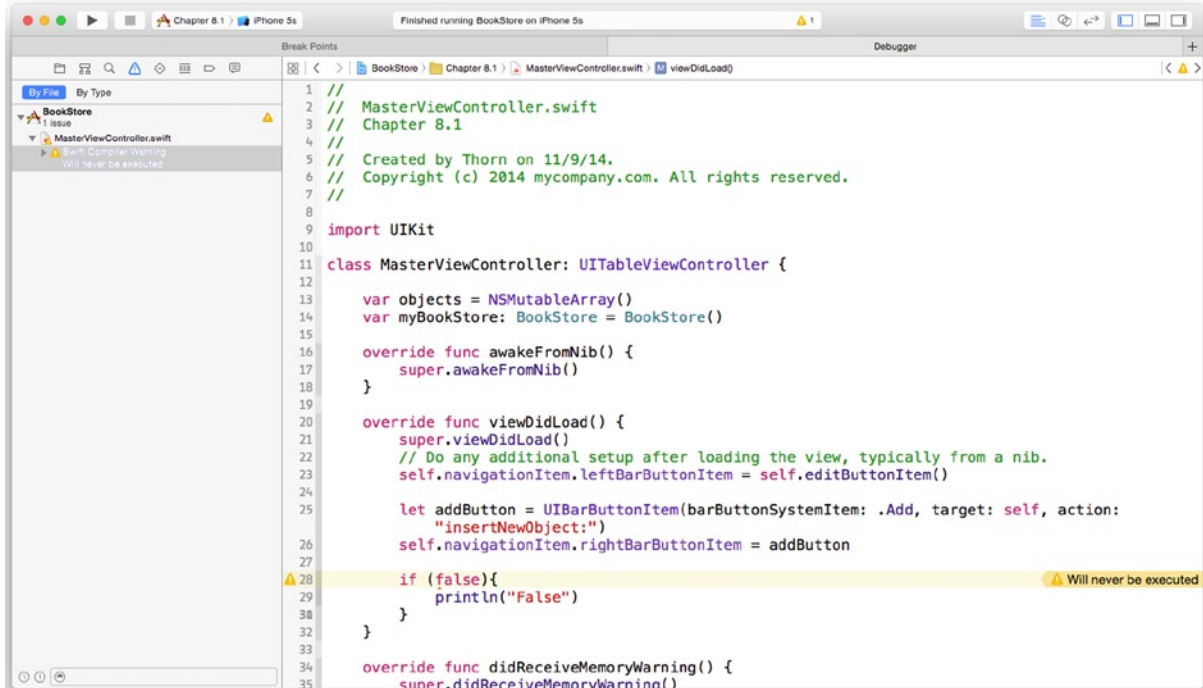 Chapter 8.1 › iPhone 5s
Finished running BookStore on iPhone 5s
1
Break Points
Debugger
BookStore › Chapter 8.1 › MasterViewController.swift › M viewDidLoad()
By File By Type
BookStore
1 issue
MasterViewController.swift
Swift Compiler Warning
Will never be executed
1 //
2 //  MasterViewController.swift
3 //  Chapter 8.1
4 //
5 //  Created by Thorn on 11/9/14.
6 //  Copyright (c) 2014 mycompany.com. All rights reserved.
7 //
8
9 import UIKit
10
11 class MasterViewController: UITableViewController {
12
13     var objects = NSMutableArray()
14     var myBookStore: BookStore = BookStore()
15
16     override func awakeFromNib() {
17         super.awakeFromNib()
18     }
19
20     override func viewDidLoad() {
21         super.viewDidLoad()
22         // Do any additional setup after loading the view, typically from a nib.
23         self.navigationItem.leftBarButtonItem = self.editButtonItem()
24
25         let addButton = UIBarButtonItem(barButtonSystemItem: .Add, target: self, action:
"insertNewObject:")
26         self.navigationItem.rightBarButtonItem = addButton
27
28         if (false){ Will never be executed
29             println("False")
        }
32     }
33
34     override func didReceiveMemoryWarning() {
35         super.didReceiveMemoryWarning()